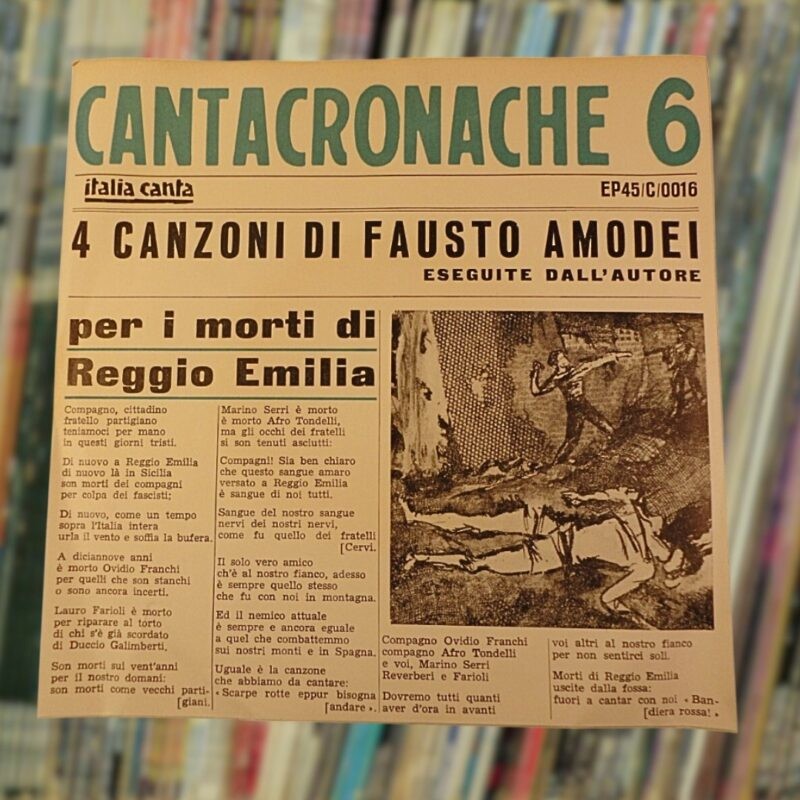 CANTACRONACHE 6
italia canta
EP45/C/0016
4 CANZONI DI FAUSTO AMODEI
ESEGUITE DALL'AUTORE
per i morti di
Reggio Emilia
Compagno, cittadino
fratello partigiano
teniamoci per mano
in questi giorni tristi.
Di nuovo a Reggio Emilia
di nuovo là in Sicilia
son morti dei compagni
per colpa dei fascisti;
Di nuovo, come un tempo
sopra l'Italia intera
urla il vento e soffia la bufera.
A diciannove anni
è morto Ovidio Franchi
per quelli che son stanchi
o sono ancora incerti.
Lauro Farioli è morto
per riparare al torto
di chi s'è già scordato
di Duccio Galimberti.
Son morti sui vent'anni
per il nostro domani:
son morti come vecchi parti-
[giani.
Marino Serri è morto
è morto Afro Tondelli,
ma gli occhi dei fratelli
si son tenuti asciutti:
Compagni! Sia ben chiaro
che questo sangue amaro
versato a Reggio Emilia
è sangue di noi tutti.
Sangue del nostro sangue
nervi dei nostri nervi,
come fu quello dei fratelli
[Cervi.
Il solo vero amico
ch'è al nostro fianco, adesso
è sempre quello stesso
che fu con noi in montagna.
Ed il nemico attuale
è sempre e ancora eguale
a quel che combattemmo
sui nostri monti e in Spagna.
Uguale è la canzone
che abbiamo da cantare:
« Scarpe rotte eppur bisogna
[andare ».
Compagno Ovidio Franchi
compagno Afro Tondelli
e voi, Marino Serri
Reverberi e Farioli
Dovremo tutti quanti
aver d'ora in avanti
voi altri al nostro fianco
per non sentirci soli.
Morti di Reggio Emilia
uscite dalla fossa:
fuori a cantar con noi « Ban-
[diera rossa! »